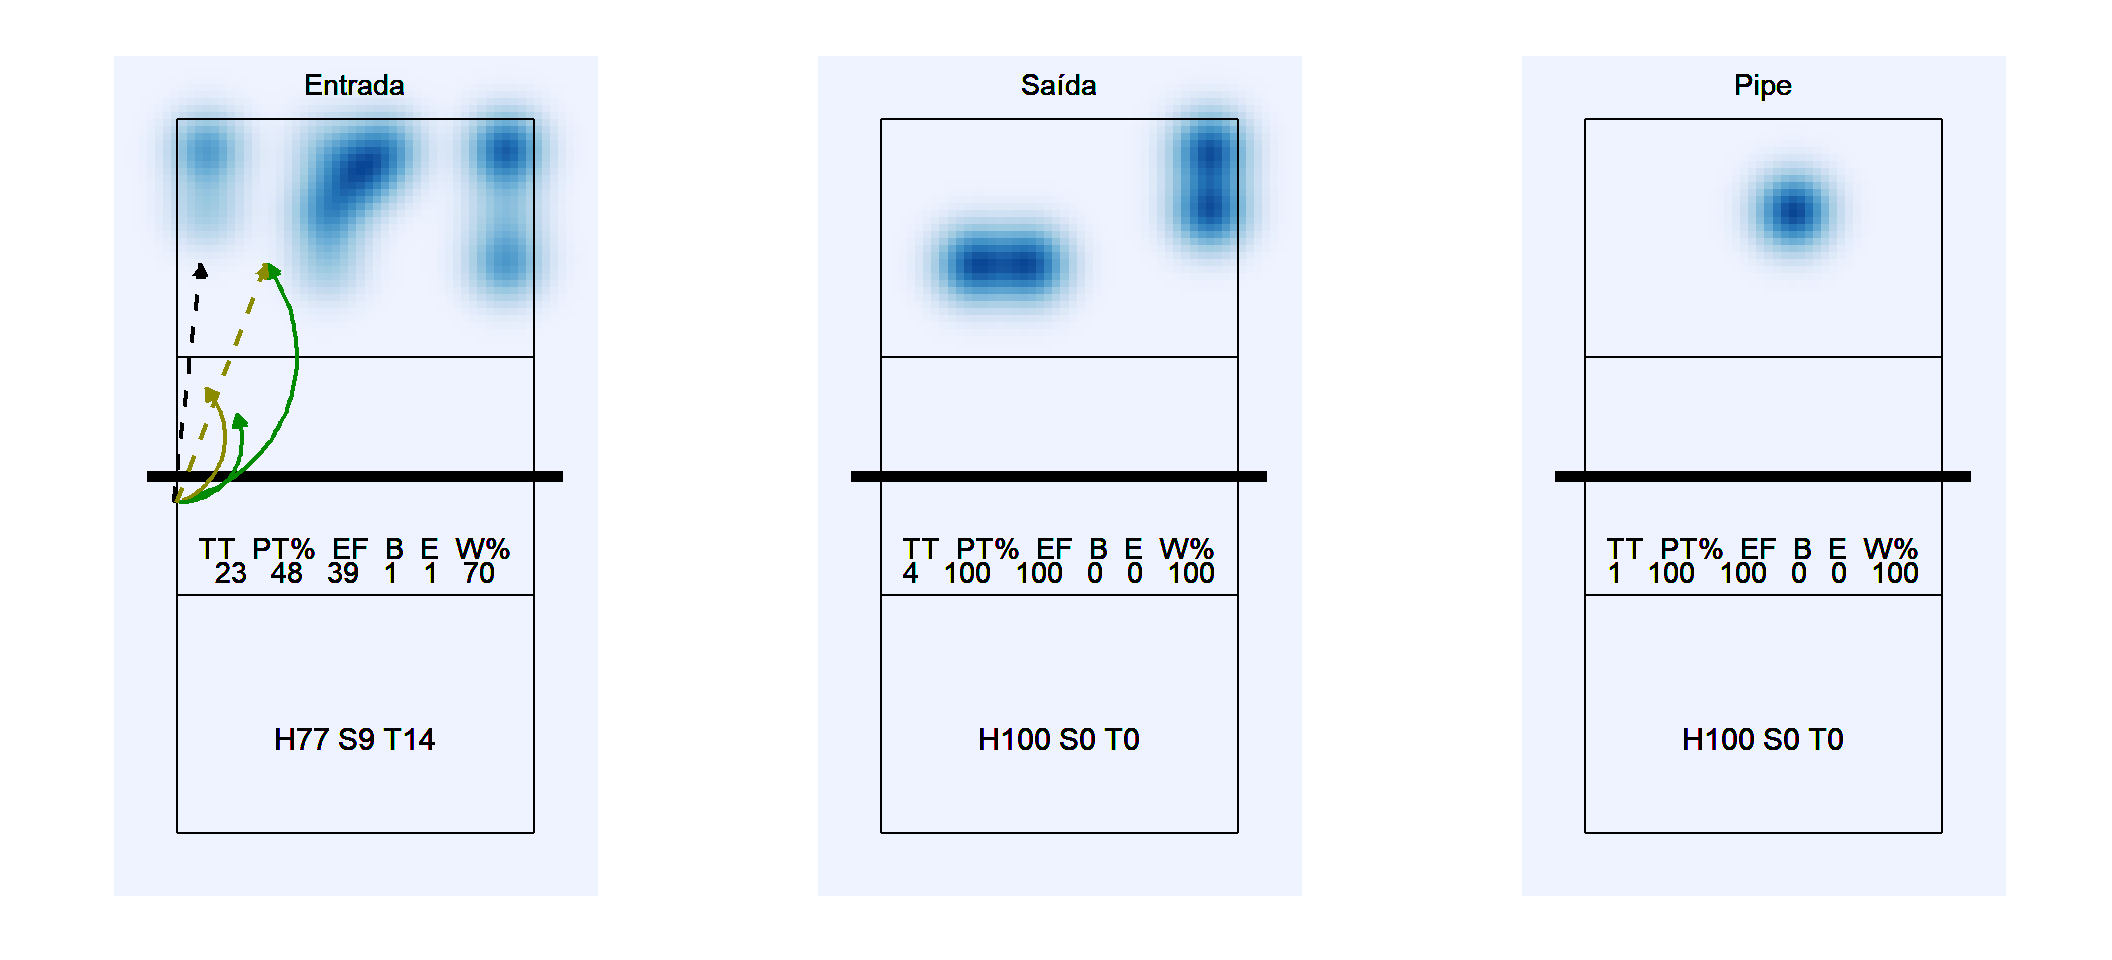 Entrada
TT PT% EF B E W%
23 48 39 1 1 70
H77 S9 T14
Saída
TT PT% EF B E W%
4 100 100 0 0 100
H100 S0 T0
Pipe
TT PT% EF B E W%
1 100 100 0 0 100
H100 S0 T0